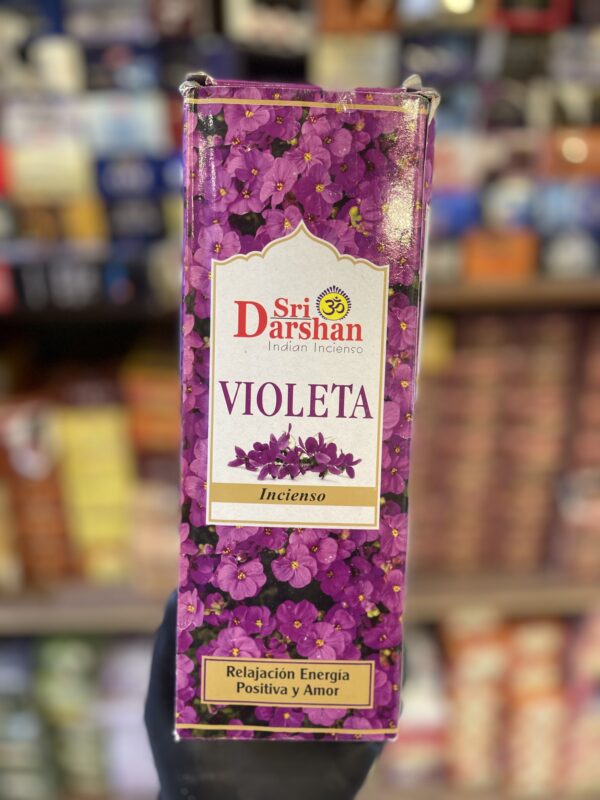 Sri ॐ
Darshan
Indian Incienso
VIOLETA
Incienso
Relajación Energía
Positiva y Amor